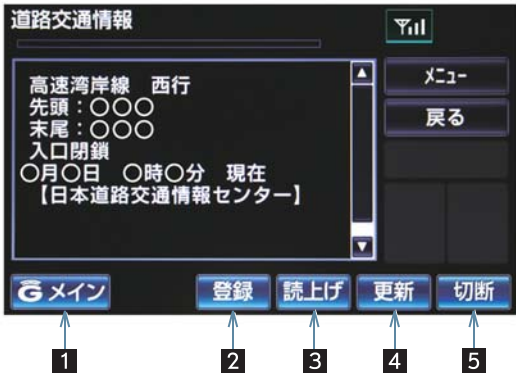 道路交通情報
高速湾岸線 西行
先頭：○○○
末尾：○○○
入口閉鎖
○月○日 ○時○分 現在
【日本道路交通情報センター】
メニュー
戻る
G メイン
登録
読上げ
更新
切断
1
2
3
4
5